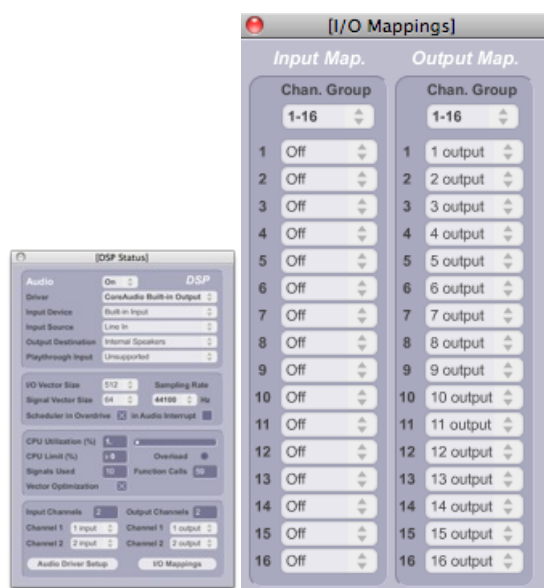 [DSP Status]
Audio On DSP
Driver CoreAudio Built-in Output
Input Device Built-in Input
Input Source Line In
Output Destination Internal Speakers
Playthrough Input Unsupported
I/O Vector Size 512 Sampling Rate
Signal Vector Size 64 44100 Hz
Scheduler in Overdrive in Audio Interrupt
CPU Utilization (%) 1.
CPU Limit (%) 0 Overload
Signals Used 10 Function Calls 59
Vector Optimization
Input Channels 2 Output Channels 2
Channel 1 1 input Channel 1 1 output
Channel 2 2 input Channel 2 2 output
Audio Driver Setup I/O Mappings
[I/O Mappings]
Input Map. Output Map.
Chan. Group Chan. Group
1-16 1-16
1 Off 1 1 output
2 Off 2 2 output
3 Off 3 3 output
4 Off 4 4 output
5 Off 5 5 output
6 Off 6 6 output
7 Off 7 7 output
8 Off 8 8 output
9 Off 9 9 output
10 Off 10 10 output
11 Off 11 11 output
12 Off 12 12 output
13 Off 13 13 output
14 Off 14 14 output
15 Off 15 15 output
16 Off 16 16 output